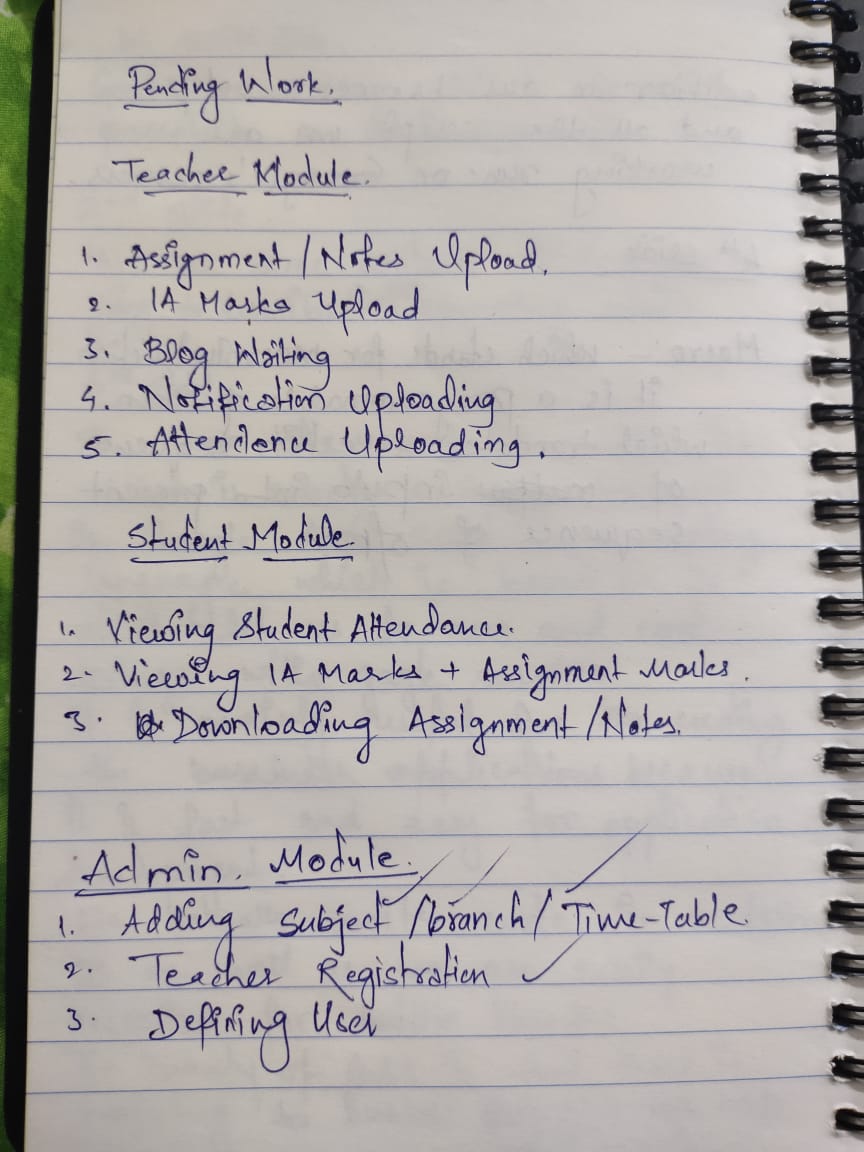 Pending Work.
Teacher Module.
1. Assignment / Notes Upload.
2. IA Marks Upload
3. Blog Writing
4. Notification Uploading
5. Attendence Uploading.
Student Module
1. Viewing Student Attendance.
2. Viewing IA Marks + Assignment Marks.
3. Downloading Assignment / Notes.
Admin. Module.
1. Adding Subject / branch / Time-Table.
2. Teacher Registration ✓
3. Defining User